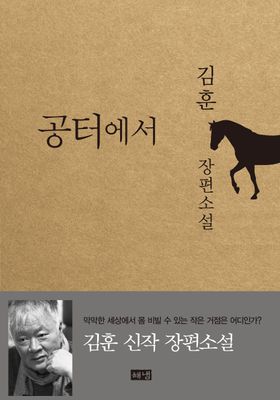 공터에서
김훈
장편소설
막막한 세상에서 몸 비빌 수 있는 작은 거점은 어디인가?
김훈 신작 장편소설
해냄